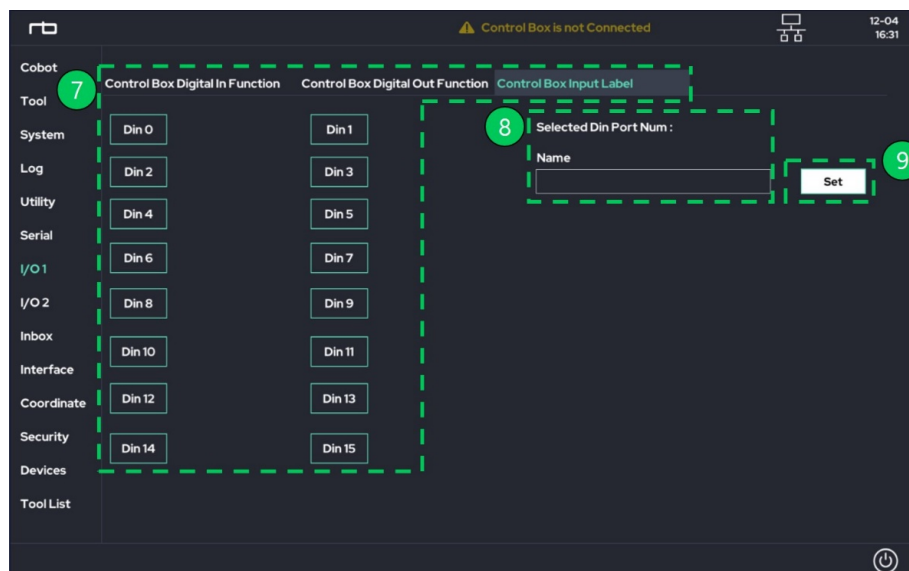 rb
Control Box is not Connected
12-04
16:31
Cobot
Tool
System
Log
Utility
Serial
I/O 1
I/O 2
Inbox
Interface
Coordinate
Security
Devices
Tool List
7
Control Box Digital In Function
Control Box Digital Out Function
Control Box Input Label
Din 0
Din 1
Din 2
Din 3
Din 4
Din 5
Din 6
Din 7
Din 8
Din 9
Din 10
Din 11
Din 12
Din 13
Din 14
Din 15
8
Selected Din Port Num :
Name
Set
9